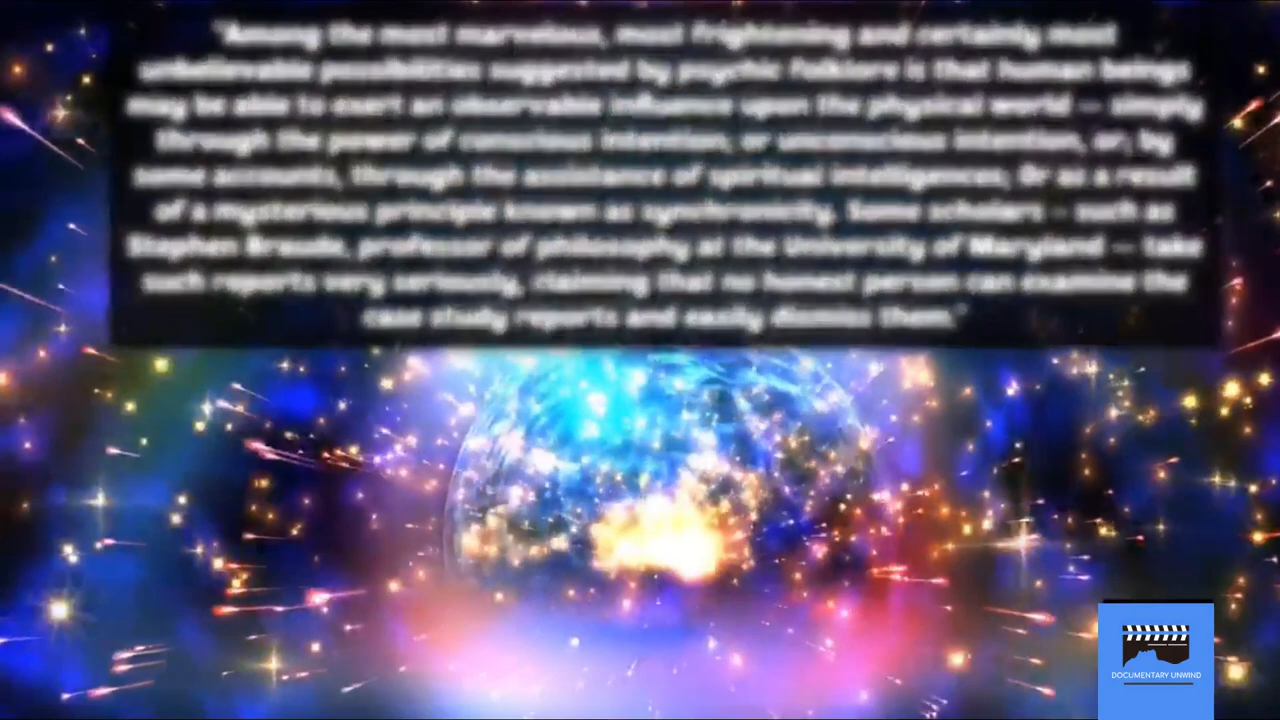 "Among the most marvelous, most frightening and certainly most
unbelievable possibilities suggested by psychic folklore is that human beings
may be able to exert an observable influence upon the physical world — simply
through the power of conscious intention, or unconscious intention, or, by
some accounts, through the assistance of spiritual intelligences, Or as a result
of a mysterious principle known as synchronicity. Some scholars – such as
Stephen Braude, professor of philosophy at the University of Maryland — take
such reports very seriously, claiming that no honest person can examine the
case study reports and easily dismiss them."
DOCUMENTARY UNWIND